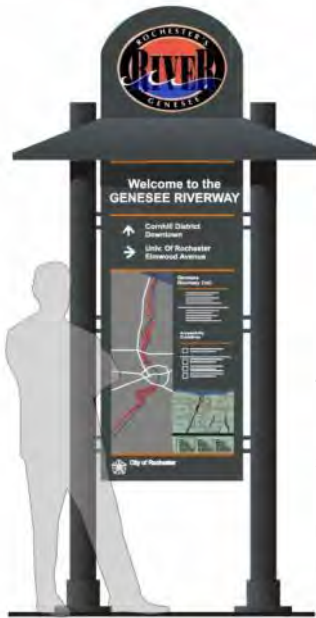 ROCHESTER'S
RIVER
GENESEE
Welcome to the
GENESEE RIVERWAY
Cornhill District
Downtown
Univ. Of Rochester
Elmwood Avenue
Genesee
Riverway Trail
City of Rochester